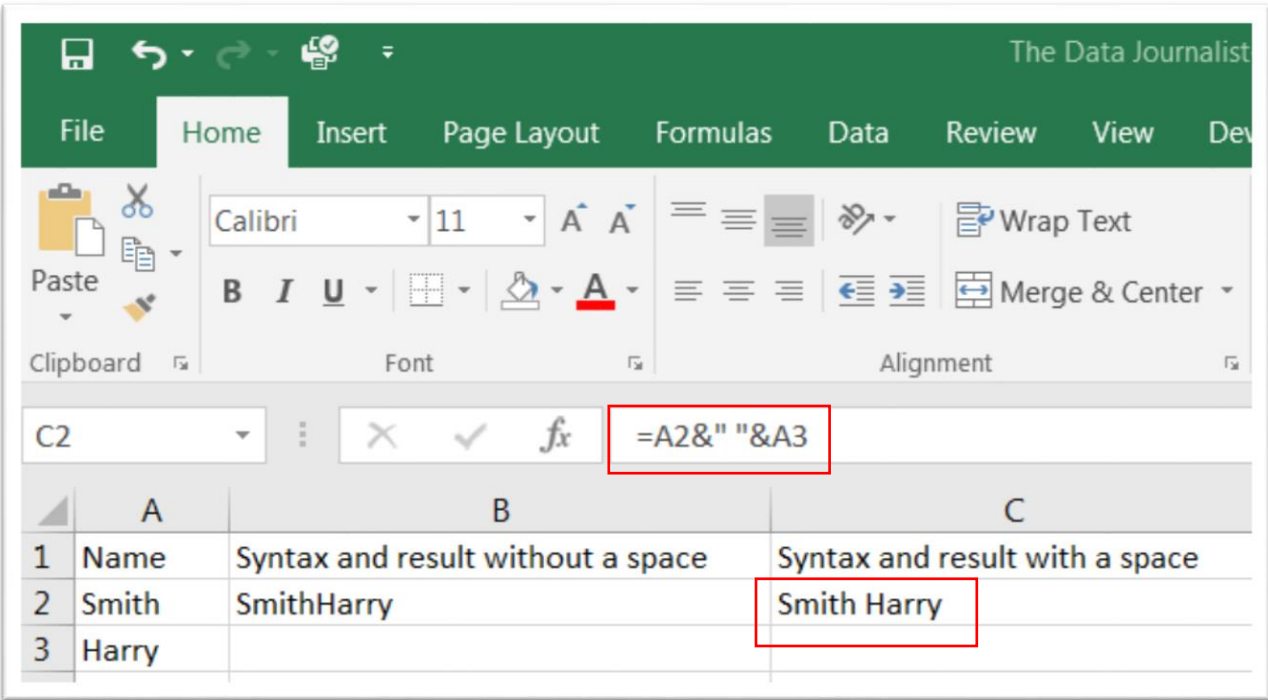 The Data Journalist
File Home Insert Page Layout Formulas Data Review View Dev
Calibri 11 A A Wrap Text
Paste B I U A Merge & Center
Clipboard Font Alignment
C2 fx =A2&" "&A3
A B C
1 Name Syntax and result without a space Syntax and result with a space
2 Smith SmithHarry Smith Harry
3 Harry